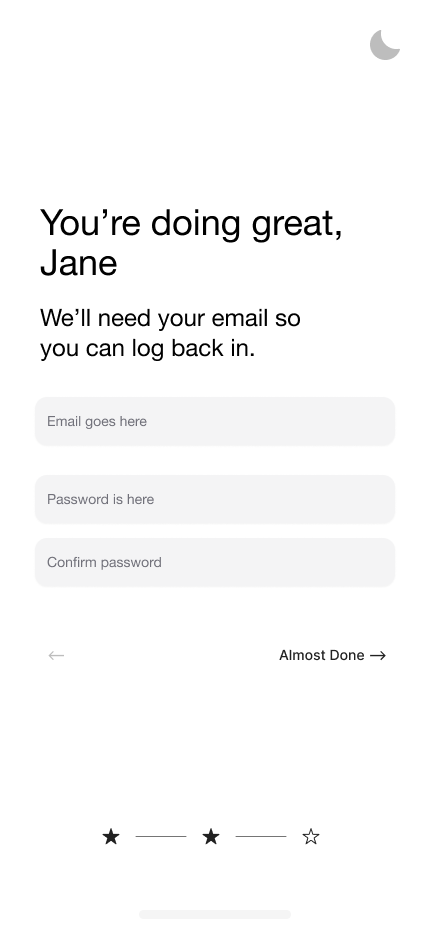 You’re doing great,
Jane
We’ll need your email so
you can log back in.
Email goes here
Password is here
Confirm password
Almost Done